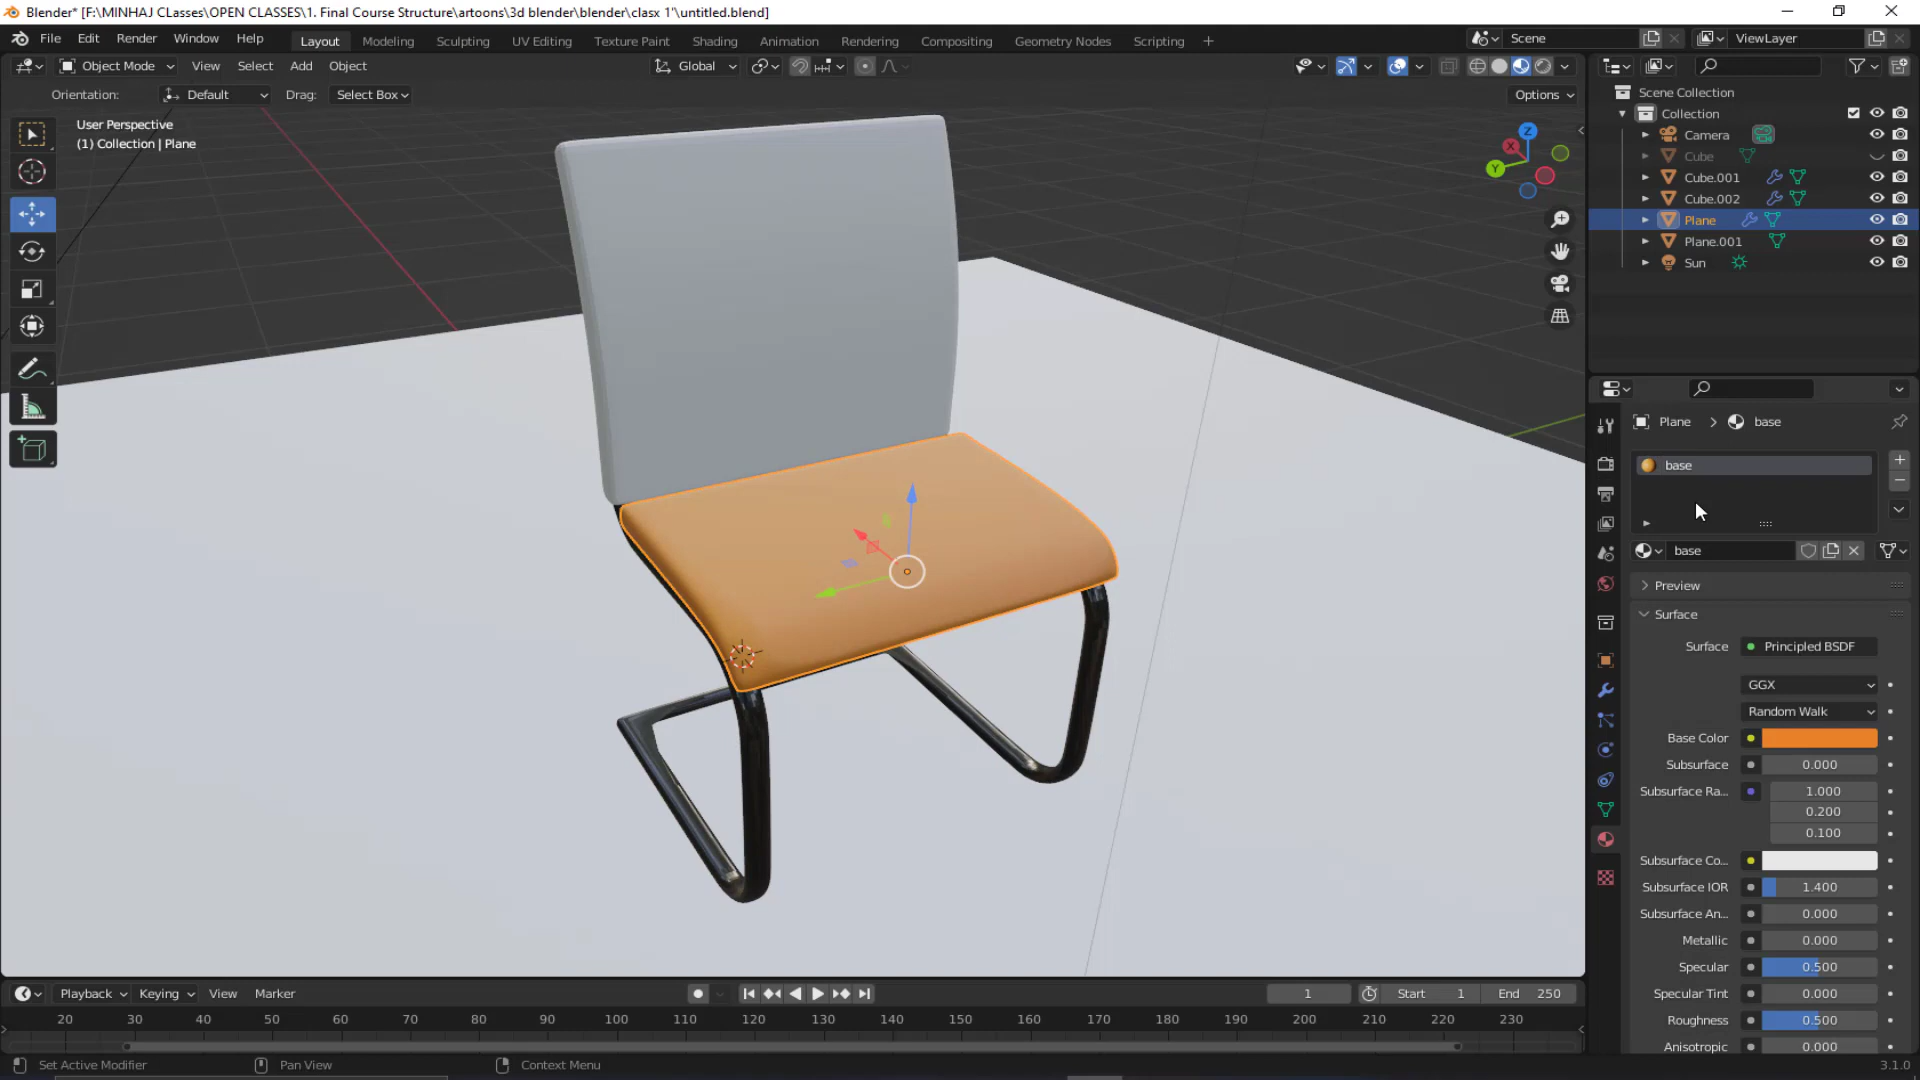 Blender* [F:\MINHAJ CLasses\OPEN CLASSES\1. Final Course Structure\artoons\3d blender\blender\clasx 1'\untitled.blend]
File Edit Render Window Help Layout Modeling Sculpting UV Editing Texture Paint Shading Animation Rendering Compositing Geometry Nodes Scripting + Scene ViewLayer
Object Mode View Select Add Object Global
Orientation: Default Drag: Select Box Options
User Perspective
(1) Collection | Plane
Z
X
Y
Scene Collection
Collection
Camera
Cube
Cube.001
Cube.002
Plane
Plane.001
Sun
Plane > base
base
base
Preview
Surface
Surface Principled BSDF
GGX
Random Walk
Base Color
Subsurface 0.000
Subsurface Ra... 1.000
0.200
0.100
Subsurface Co...
Subsurface IOR 1.400
Subsurface An... 0.000
Metallic 0.000
Specular 0.500
Specular Tint 0.000
Roughness 0.500
Anisotropic 0.000
Playback Keying View Marker 1 Start 1 End 250
20 30 40 50 60 70 80 90 100 110 120 130 140 150 160 170 180 190 200 210 220 230
Set Active Modifier Pan View Context Menu 3.1.0